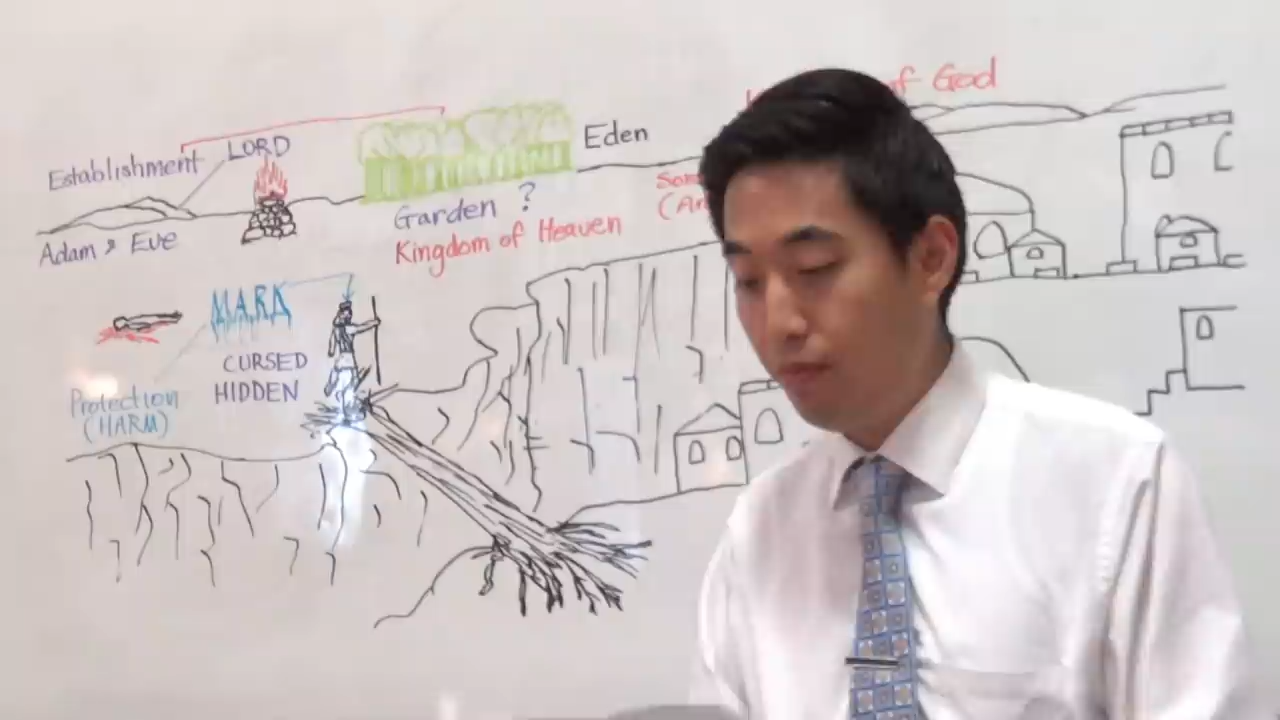 of God
Establishment
LORD
Eden
Adam & Eve
Garden ?
Kingdom of Heaven
MARK
CURSED
HIDDEN
Protection
(HARM)